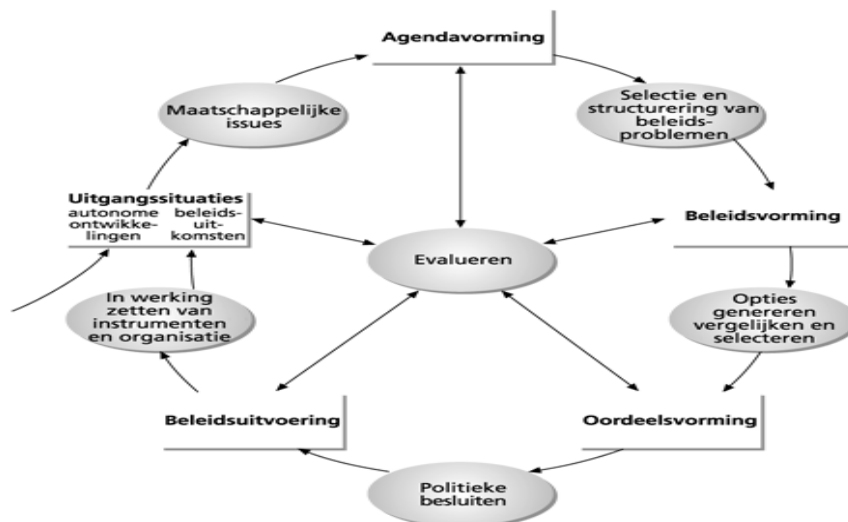 Agendavorming
Maatschappelijke
issues
Selectie en
structurering van
beleids-
problemen
Uitgangssituaties
autonome
ontwikke-
lingen
beleids-
uit-
komsten
Beleidsvorming
Evalueren
In werking
zetten van
instrumenten
en organisatie
Opties
genereren
vergelijken en
selecteren
Beleidsuitvoering
Oordeelsvorming
Politieke
besluiten